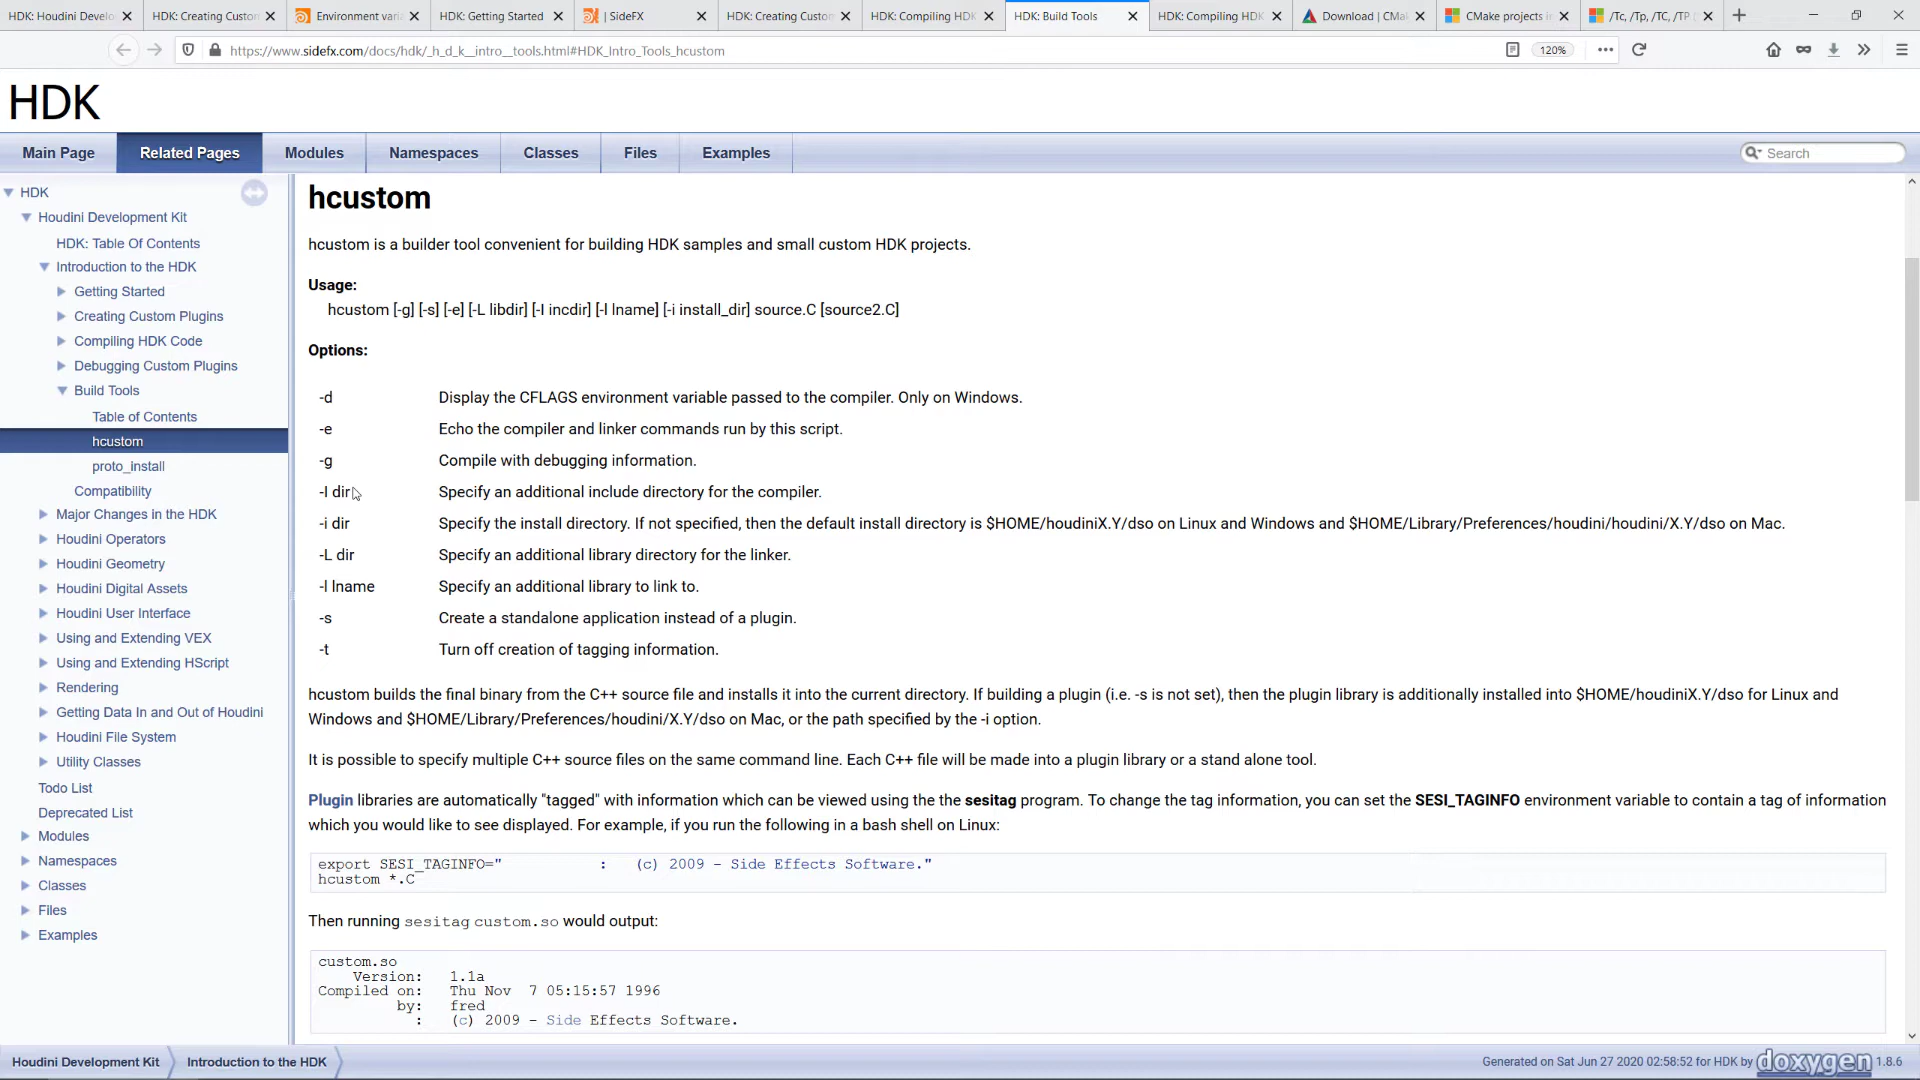 HDK: Houdini Develo
HDK: Creating Custom
Environment varia
HDK: Getting Started
| SideFX
HDK: Creating Custom
HDK: Compiling HDK
HDK: Build Tools
HDK: Compiling HDK
Download | CMa
CMake projects in
/Tc, /Tp, /TC, /TP
https://www.sidefx.com/docs/hdk/_h_d_k__intro__tools.html#HDK_Intro_Tools_hcustom
120%
HDK
Main Page
Related Pages
Modules
Namespaces
Classes
Files
Examples
Search
HDK
Houdini Development Kit
HDK: Table Of Contents
Introduction to the HDK
Getting Started
Creating Custom Plugins
Compiling HDK Code
Debugging Custom Plugins
Build Tools
Table of Contents
hcustom
proto_install
Compatibility
Major Changes in the HDK
Houdini Operators
Houdini Geometry
Houdini Digital Assets
Houdini User Interface
Using and Extending VEX
Using and Extending HScript
Rendering
Getting Data In and Out of Houdini
Houdini File System
Utility Classes
Todo List
Deprecated List
Modules
Namespaces
Classes
Files
Examples
hcustom
hcustom is a builder tool convenient for building HDK samples and small custom HDK projects.
Usage:
hcustom [-g] [-s] [-e] [-L libdir] [-I incdir] [-l lname] [-i install_dir] source.C [source2.C]
Options:
-d Display the CFLAGS environment variable passed to the compiler. Only on Windows.
-e Echo the compiler and linker commands run by this script.
-g Compile with debugging information.
-I dir Specify an additional include directory for the compiler.
-i dir Specify the install directory. If not specified, then the default install directory is $HOME/houdiniX.Y/dso on Linux and Windows and $HOME/Library/Preferences/houdini/houdini/X.Y/dso on Mac.
-L dir Specify an additional library directory for the linker.
-l lname Specify an additional library to link to.
-s Create a standalone application instead of a plugin.
-t Turn off creation of tagging information.
hcustom builds the final binary from the C++ source file and installs it into the current directory. If building a plugin (i.e. -s is not set), then the plugin library is additionally installed into $HOME/houdiniX.Y/dso for Linux and
Windows and $HOME/Library/Preferences/houdini/X.Y/dso on Mac, or the path specified by the -i option.
It is possible to specify multiple C++ source files on the same command line. Each C++ file will be made into a plugin library or a stand alone tool.
Plugin libraries are automatically "tagged" with information which can be viewed using the the sesitag program. To change the tag information, you can set the SESI_TAGINFO environment variable to contain a tag of information
which you would like to see displayed. For example, if you run the following in a bash shell on Linux:
export SESI_TAGINFO=" : (c) 2009 - Side Effects Software."
hcustom *.C
Then running sesitag custom.so would output:
custom.so
Version: 1.1a
Compiled on: Thu Nov 7 05:15:57 1996
by: fred
: (c) 2009 - Side Effects Software.
Houdini Development Kit
Introduction to the HDK
Generated on Sat Jun 27 2020 02:58:52 for HDK by doxygen 1.8.6